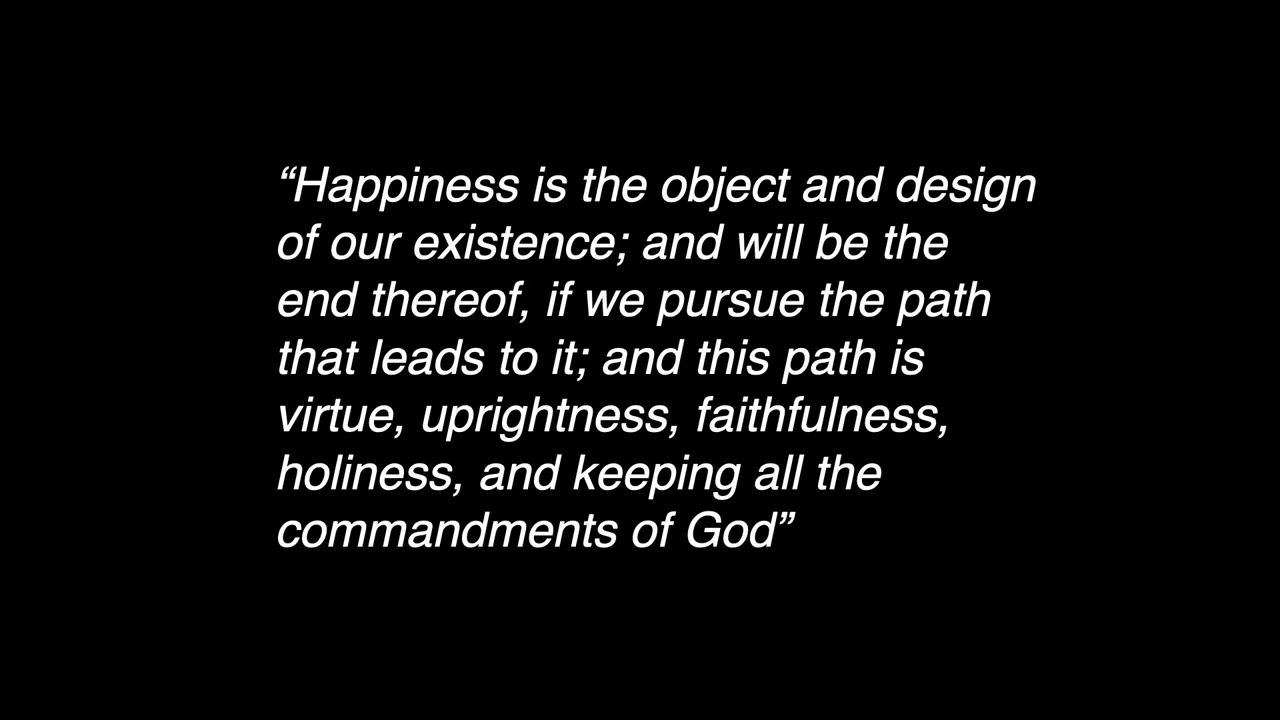 “Happiness is the object and design
of our existence; and will be the
end thereof, if we pursue the path
that leads to it; and this path is
virtue, uprightness, faithfulness,
holiness, and keeping all the
commandments of God”